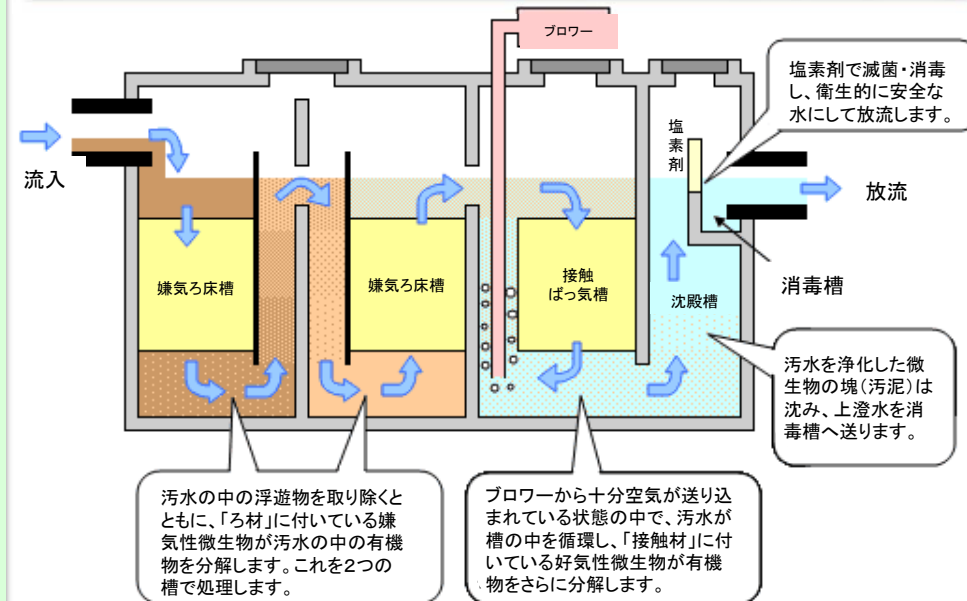 ブロワー
塩素剤で滅菌・消毒
し、衛生的に安全な
水にして放流します。
塩素剤
流入
放流
嫌気ろ床槽
嫌気ろ床槽
接触
ばっ気槽
沈殿槽
消毒槽
汚水を浄化した微
生物の塊(汚泥)は
沈み、上澄水を消
毒槽へ送ります。
汚水の中の浮遊物を取り除くと
ともに、「ろ材」に付いている嫌
気性微生物が汚水の中の有機
物を分解します。これを2つの
槽で処理します。
ブロワーから十分空気が送り込
まれている状態の中で、汚水が
槽の中を循環し、「接触材」に付
いている好気性微生物が有機
物をさらに分解します。